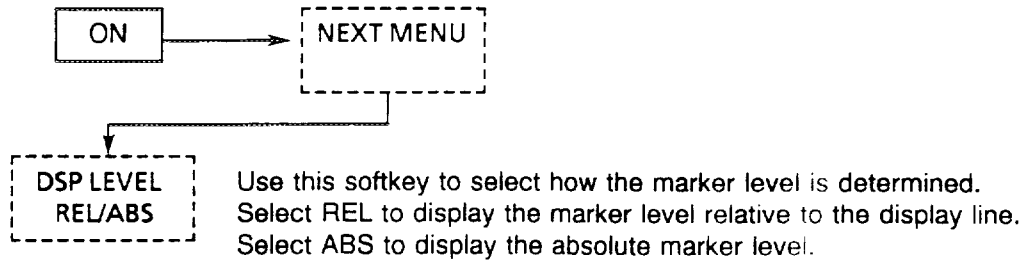 ON
NEXT MENU
DSP LEVEL
REL/ABS
Use this softkey to select how the marker level is determined.
Select REL to display the marker level relative to the display line.
Select ABS to display the absolute marker level.